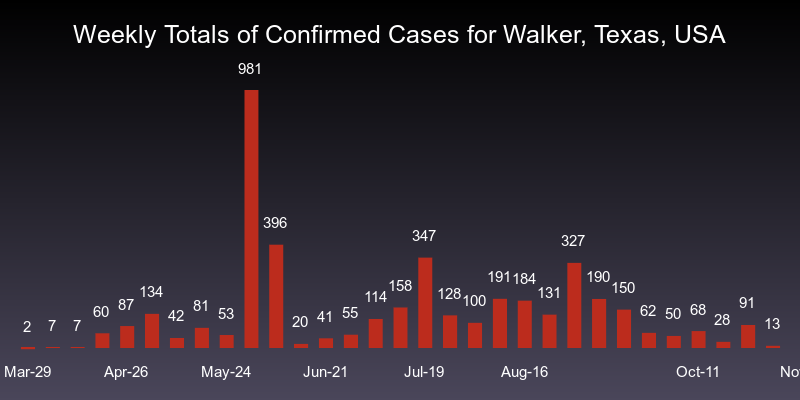 Weekly Totals of Confirmed Cases for Walker, Texas, USA
981
396
347
327
191 184 190
134 158 150
128 131
114 100
87 81 91
60 62 68
42 53 55 50
20 41 28
2 7 7 13
Mar-29 Apr-26 May-24 Jun-21 Jul-19 Aug-16 Oct-11 No